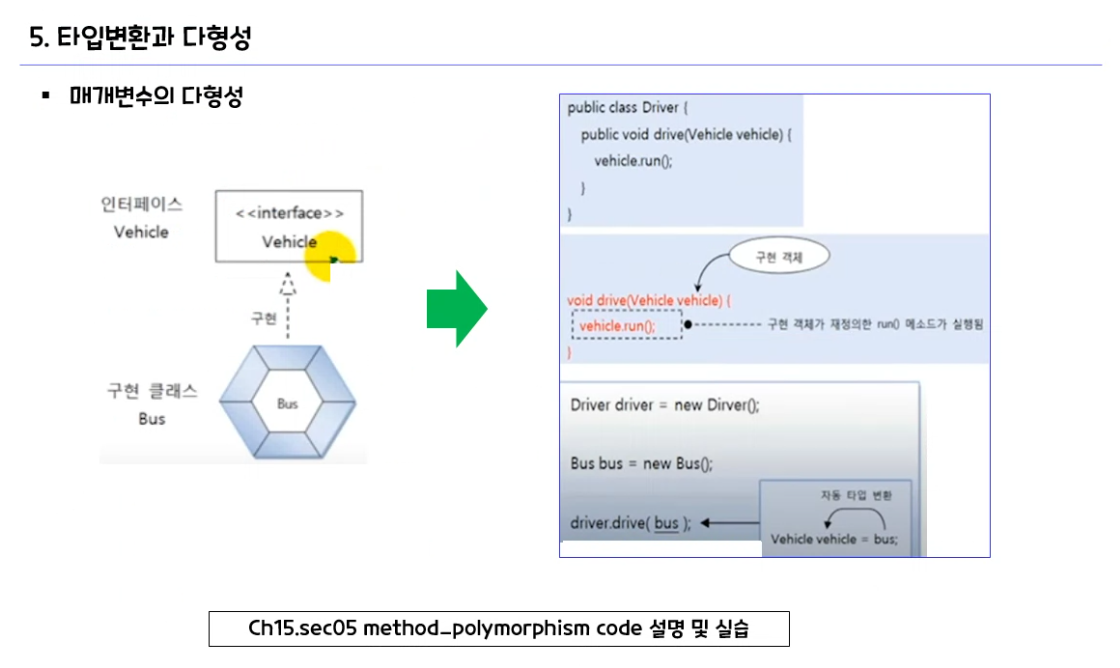 5. 타입변환과 다형성
▪ 매개변수의 다형성
인터페이스
Vehicle
<<interface>>
Vehicle
구현
구현 클래스
Bus
Bus
public class Driver {
public void drive(Vehicle vehicle) {
vehicle.run();
}
}
구현 객체
void drive(Vehicle vehicle) {
vehicle.run();
구현 객체가 재정의한 run() 메소드가 실행됨
}
Driver driver = new Dirver();
Bus bus = new Bus();
driver.drive( bus );
자동 타입 변환
Vehicle vehicle = bus;
Ch15.sec05 method_polymorphism code 설명 및 실습